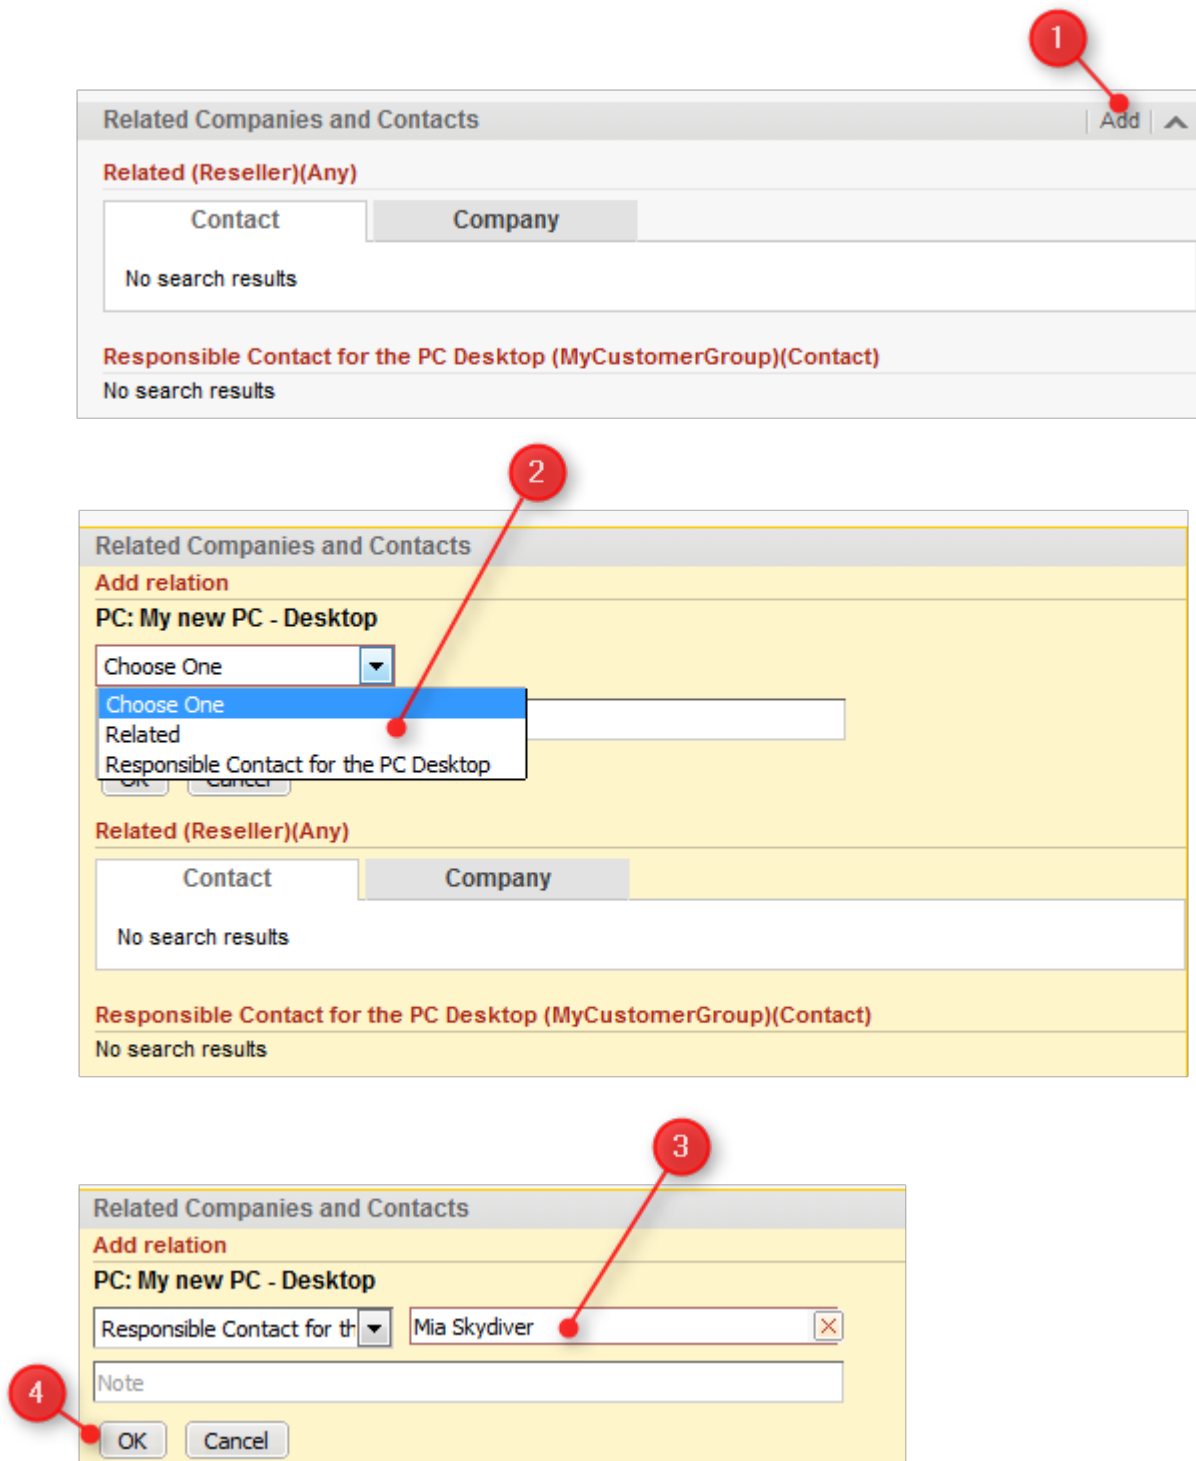 1
Related Companies and Contacts | Add |
Related (Reseller)(Any)
Contact Company
No search results
Responsible Contact for the PC Desktop (MyCustomerGroup)(Contact)
No search results
2
Related Companies and Contacts
Add relation
PC: My new PC - Desktop
Choose One
Choose One
Related
Responsible Contact for the PC Desktop
OK Cancel
Related (Reseller)(Any)
Contact Company
No search results
Responsible Contact for the PC Desktop (MyCustomerGroup)(Contact)
No search results
3
Related Companies and Contacts
Add relation
PC: My new PC - Desktop
Responsible Contact for th Mia Skydiver
Note
4
OK Cancel